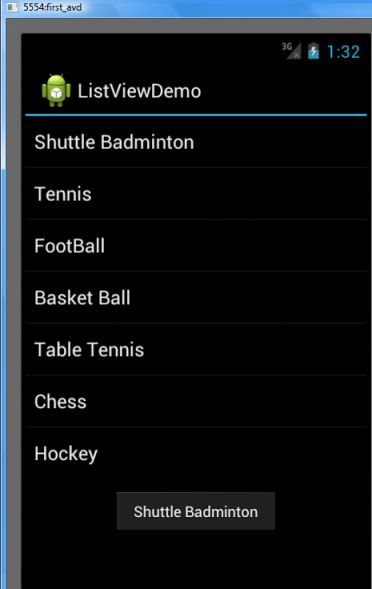 5554:first_avd
3G 1:32
ListViewDemo
Shuttle Badminton
Tennis
FootBall
Basket Ball
Table Tennis
Chess
Hockey
Shuttle Badminton